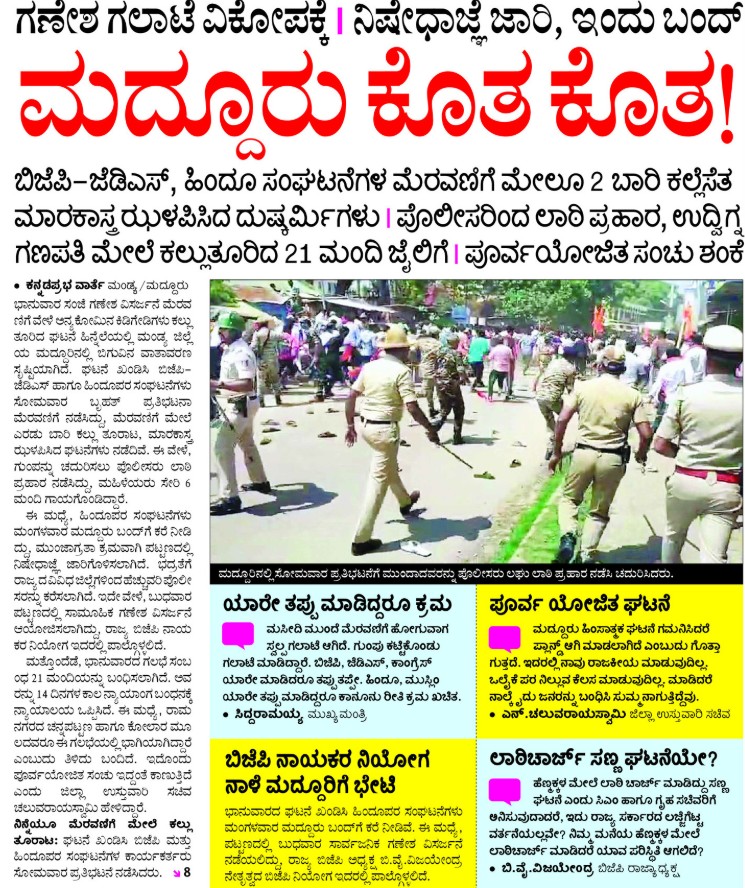 ಗಣೇಶ ಗಲಾಟೆ ವಿಕೋಪಕ್ಕೆ | ನಿಷೇಧಾಜ್ಞೆ ಜಾರಿ, ಇಂದು ಬಂದ್
ಮದ್ದೂರು ಕೊತ ಕೊತ!
ಬಿಜೆಪಿ–ಜೆಡಿಎಸ್, ಹಿಂದೂ ಸಂಘಟನೆಗಳ ಮೆರವಣಿಗೆ ಮೇಲೂ 2 ಬಾರಿ ಕಲ್ಲೆಸೆತ
ಮಾರಕಾಸ್ತ್ರ ಝಳಪಿಸಿದ ದುಷ್ಕರ್ಮಿಗಳು | ಪೊಲೀಸರಿಂದ ಲಾಠಿ ಪ್ರಹಾರ, ಉದ್ವಿಗ್ನ
ಗಣಪತಿ ಮೇಲೆ ಕಲ್ಲುತೂರಿದ 21 ಮಂದಿ ಜೈಲಿಗೆ | ಪೂರ್ವಯೋಜಿತ ಸಂಚು ಶಂಕೆ
• ಕನ್ನಡಪ್ರಭ ವಾರ್ತೆ ಮಂಡ್ಯ/ಮದ್ದೂರು
ಭಾನುವಾರ ಸಂಜೆ ಗಣೇಶ ವಿಸರ್ಜನೆ ಮೆರವ
ಣಿಗೆ ವೇಳೆ ಅನ್ಯಕೋಮಿನ ಕಿಡಿಗೇಡಿಗಳು ಕಲ್ಲು
ತೂರಿದ ಘಟನೆ ಹಿನ್ನೆಲೆಯಲ್ಲಿ ಮಂಡ್ಯ ಜಿಲ್ಲೆ
ಯ ಮದ್ದೂರಿನಲ್ಲಿ ಬಿಗುವಿನ ವಾತಾವರಣ
ಸೃಷ್ಟಿಯಾಗಿದೆ. ಘಟನೆ ಖಂಡಿಸಿ ಬಿಜೆಪಿ–
ಜೆಡಿಎಸ್ ಹಾಗೂ ಹಿಂದೂಪರ ಸಂಘಟನೆಗಳು
ಸೋಮವಾರ ಬೃಹತ್ ಪ್ರತಿಭಟನಾ
ಮೆರವಣಿಗೆ ನಡೆಸಿದ್ದು, ಮೆರವಣಿಗೆ ಮೇಲೆ
ಎರಡು ಬಾರಿ ಕಲ್ಲು ತೂರಾಟ, ಮಾರಕಾಸ್ತ್ರ
ಝಳಪಿಸಿದ ಘಟನೆಗಳು ನಡೆದಿವೆ. ಈ ವೇಳೆ,
ಗುಂಪನ್ನು ಚದುರಿಸಲು ಪೊಲೀಸರು ಲಾಠಿ
ಪ್ರಹಾರ ನಡೆಸಿದ್ದು, ಮಹಿಳೆಯರು ಸೇರಿ 6
ಮಂದಿ ಗಾಯಗೊಂಡಿದ್ದಾರೆ.
ಈ ಮಧ್ಯೆ, ಹಿಂದೂಪರ ಸಂಘಟನೆಗಳು
ಮಂಗಳವಾರ ಮದ್ದೂರು ಬಂದ್‌ಗೆ ಕರೆ ನೀಡಿ
ದ್ದು, ಮುಂಜಾಗ್ರತಾ ಕ್ರಮವಾಗಿ ಪಟ್ಟಣದಲ್ಲಿ
ನಿಷೇಧಾಜ್ಞೆ ಜಾರಿಗೊಳಿಸಲಾಗಿದೆ. ಭದ್ರತೆಗೆ
ರಾಜ್ಯದ ವಿವಿಧ ಜಿಲ್ಲೆಗಳಿಂದ ಹೆಚ್ಚುವರಿ ಪೊಲೀ
ಸರನ್ನು ಕರೆಸಲಾಗಿದೆ. ಇದೇ ವೇಳೆ, ಬುಧವಾರ
ಪಟ್ಟಣದಲ್ಲಿ ಸಾಮೂಹಿಕ ಗಣೇಶ ವಿಸರ್ಜನೆ
ಆಯೋಜಿಸಲಾಗಿದ್ದು, ರಾಜ್ಯ ಬಿಜೆಪಿ ನಾಯ
ಕರ ನಿಯೋಗ ಇದರಲ್ಲಿ ಪಾಲ್ಗೊಳ್ಳಲಿದೆ.
ಮತ್ತೊಂದೆಡೆ, ಭಾನುವಾರದ ಗಲಭೆ ಸಂಬ
ಂಧ 21 ಮಂದಿಯನ್ನು ಬಂಧಿಸಲಾಗಿದೆ. ಅವ
ರನ್ನು 14 ದಿನಗಳ ಕಾಲ ನ್ಯಾಯಾಂಗ ಬಂಧನಕ್ಕೆ
ನ್ಯಾಯಾಲಯ ಒಪ್ಪಿಸಿದೆ. ಈ ಮಧ್ಯೆ, ರಾಮ
ನಗರದ ಚನ್ನಪಟ್ಟಣ ಹಾಗೂ ಕೋಲಾರ ಮೂ
ಲದವರೂ ಈ ಗಲಭೆಯಲ್ಲಿ ಭಾಗಿಯಾಗಿದ್ದಾರೆ
ಎಂಬುದು ತಿಳಿದು ಬಂದಿದೆ. ಇದೊಂದು
ಪೂರ್ವಯೋಜಿತ ಸಂಚು ಇದ್ದಂತೆ ಕಾಣುತ್ತಿದೆ
ಎಂದು ಜಿಲ್ಲಾ ಉಸ್ತುವಾರಿ ಸಚಿವ
ಚಲುವರಾಯಸ್ವಾಮಿ ಹೇಳಿದ್ದಾರೆ.
ನಿನ್ನೆಯೂ ಮೆರವಣಿಗೆ ಮೇಲೆ ಕಲ್ಲು
ತೂರಾಟ: ಘಟನೆ ಖಂಡಿಸಿ ಬಿಜೆಪಿ ಮತ್ತು
ಹಿಂದೂಪರ ಸಂಘಟನೆಗಳ ಕಾರ್ಯಕರ್ತರು
ಸೋಮವಾರ ಪ್ರತಿಭಟನೆ ನಡೆಸಿದರು. ↘8
ಮದ್ದೂರಿನಲ್ಲಿ ಸೋಮವಾರ ಪ್ರತಿಭಟನೆಗೆ ಮುಂದಾದವರನ್ನು ಪೊಲೀಸರು ಲಘು ಲಾಠಿ ಪ್ರಹಾರ ನಡೆಸಿ ಚದುರಿಸಿದರು.
ಯಾರೇ ತಪ್ಪು ಮಾಡಿದ್ದರೂ ಕ್ರಮ
ಮಸೀದಿ ಮುಂದೆ ಮೆರವಣಿಗೆ ಹೋಗುವಾಗ
ಸ್ವಲ್ಪ ಗಲಾಟೆ ಆಗಿದೆ. ಗುಂಪು ಕಟ್ಟಿಕೊಂಡು
ಗಲಾಟೆ ಮಾಡಿದ್ದಾರೆ. ಬಿಜೆಪಿ, ಜೆಡಿಎಸ್, ಕಾಂಗ್ರೆಸ್
ಯಾರೇ ಮಾಡಿದರೂ ತಪ್ಪು ತಪ್ಪೇ. ಹಿಂದೂ, ಮುಸ್ಲಿಂ
ಯಾರೇ ತಪ್ಪು ಮಾಡಿದ್ದರೂ ಕಾನೂನು ರೀತಿ ಕ್ರಮ ಖಚಿತ.
• ಸಿದ್ದರಾಮಯ್ಯ ಮುಖ್ಯಮಂತ್ರಿ
ಪೂರ್ವ ಯೋಜಿತ ಘಟನೆ
ಮದ್ದೂರು ಹಿಂಸಾತ್ಮಕ ಘಟನೆ ಗಮನಿಸಿದರೆ
ಪ್ಲಾನ್ಡ್ ಆಗಿ ಮಾಡಲಾಗಿದೆ ಎಂಬುದು ಗೊತ್ತಾ
ಗುತ್ತದೆ. ಇದರಲ್ಲಿ ನಾವು ರಾಜಕೀಯ ಮಾಡುವುದಿಲ್ಲ.
ಒಲೈಕೆ ಪರ ನಿಲ್ಲುವ ಕೆಲಸ ಮಾಡುವುದಿಲ್ಲ. ಮಾಡಿದರೆ
ನಾಲ್ಕೈದು ಜನರನ್ನು ಬಂಧಿಸಿ ಸುಮ್ಮನಾಗುತ್ತಿದ್ದೆವು.
• ಎನ್.ಚಲುವರಾಯಸ್ವಾಮಿ ಜಿಲ್ಲಾ ಉಸ್ತುವಾರಿ ಸಚಿವ
ಬಿಜೆಪಿ ನಾಯಕರ ನಿಯೋಗ
ನಾಳೆ ಮದ್ದೂರಿಗೆ ಭೇಟಿ
ಭಾನುವಾರದ ಘಟನೆ ಖಂಡಿಸಿ ಹಿಂದೂಪರ ಸಂಘಟನೆಗಳು
ಮಂಗಳವಾರ ಮದ್ದೂರು ಬಂದ್‌ಗೆ ಕರೆ ನೀಡಿವೆ. ಈ ಮಧ್ಯೆ,
ಪಟ್ಟಣದಲ್ಲಿ ಬುಧವಾರ ಸಾರ್ವಜನಿಕ ಗಣೇಶ ವಿಸರ್ಜನೆ
ನಡೆಯಲಿದ್ದು, ರಾಜ್ಯ ಬಿಜೆಪಿ ಅಧ್ಯಕ್ಷ ಬಿ.ವೈ.ವಿಜಯೇಂದ್ರ
ನೇತೃತ್ವದ ಬಿಜೆಪಿ ನಿಯೋಗ ಇದರಲ್ಲಿ ಪಾಲ್ಗೊಳ್ಳಲಿದೆ.
ಲಾಠಿಚಾರ್ಜ್ ಸಣ್ಣ ಘಟನೆಯೇ?
ಹೆಣ್ಮಕ್ಕಳ ಮೇಲೆ ಲಾಠಿ ಚಾರ್ಜ್ ಮಾಡಿದ್ದು ಸಣ್ಣ
ಘಟನೆ ಎಂದು ಸಿಎಂ ಹಾಗೂ ಗೃಹ ಸಚಿವರಿಗೆ
ಅನಿಸುವುದಾದರೆ, ಇದು ರಾಜ್ಯ ಸರ್ಕಾರದ ಲಜ್ಜೆಗೆಟ್ಟ
ವರ್ತನೆಯಲ್ಲವೇ? ನಿಮ್ಮ ಮನೆಯ ಹೆಣ್ಮಕ್ಕಳ ಮೇಲೆ
ಲಾಠಿಚಾರ್ಜ್ ಮಾಡಿದರೆ ಯಾವ ಪರಿಸ್ಥಿತಿ ಆಗಲಿದೆ?
• ಬಿ.ವೈ.ವಿಜಯೇಂದ್ರ ಬಿಜೆಪಿ ರಾಜ್ಯಾಧ್ಯಕ್ಷ